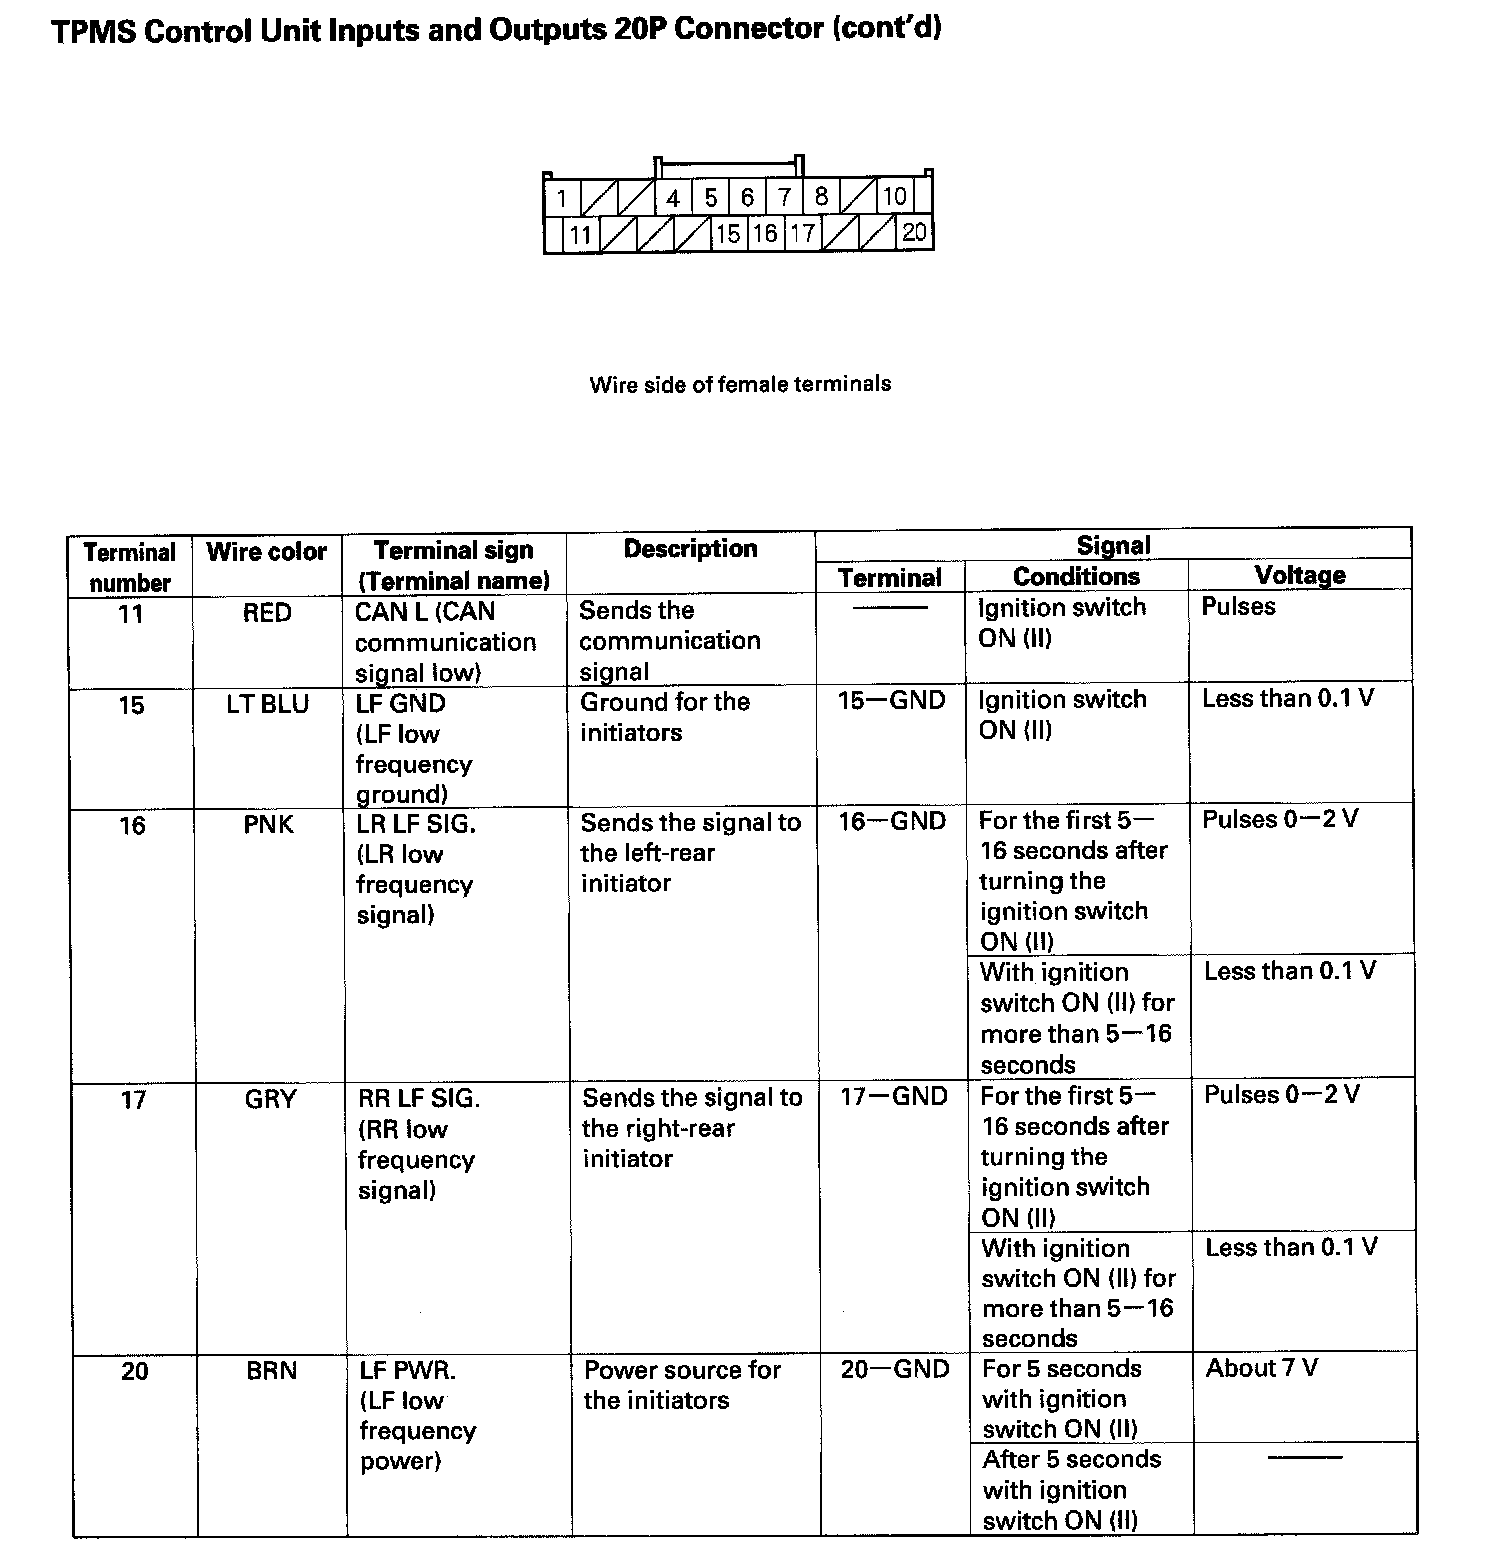 TPMS Control Unit Inputs and Outputs 20P Connector (cont'd)
1 4 5 6 7 8 10
11 15 16 17 20
Wire side of female terminals
Terminal number Wire color Terminal sign (Terminal name) Description Signal
Terminal Conditions Voltage
11 RED CAN L (CAN communication signal low) Sends the communication signal —— Ignition switch ON (II) Pulses
15 LT BLU LF GND (LF low frequency ground) Ground for the initiators 15—GND Ignition switch ON (II) Less than 0.1 V
16 PNK LR LF SIG. (LR low frequency signal) Sends the signal to the left-rear initiator 16—GND For the first 5—16 seconds after turning the ignition switch ON (II) Pulses 0—2 V
With ignition switch ON (II) for more than 5—16 seconds Less than 0.1 V
17 GRY RR LF SIG. (RR low frequency signal) Sends the signal to the right-rear initiator 17—GND For the first 5—16 seconds after turning the ignition switch ON (II) Pulses 0—2 V
With ignition switch ON (II) for more than 5—16 seconds Less than 0.1 V
20 BRN LF PWR. (LF low frequency power) Power source for the initiators 20—GND For 5 seconds with ignition switch ON (II) About 7 V
After 5 seconds with ignition switch ON (II) ——